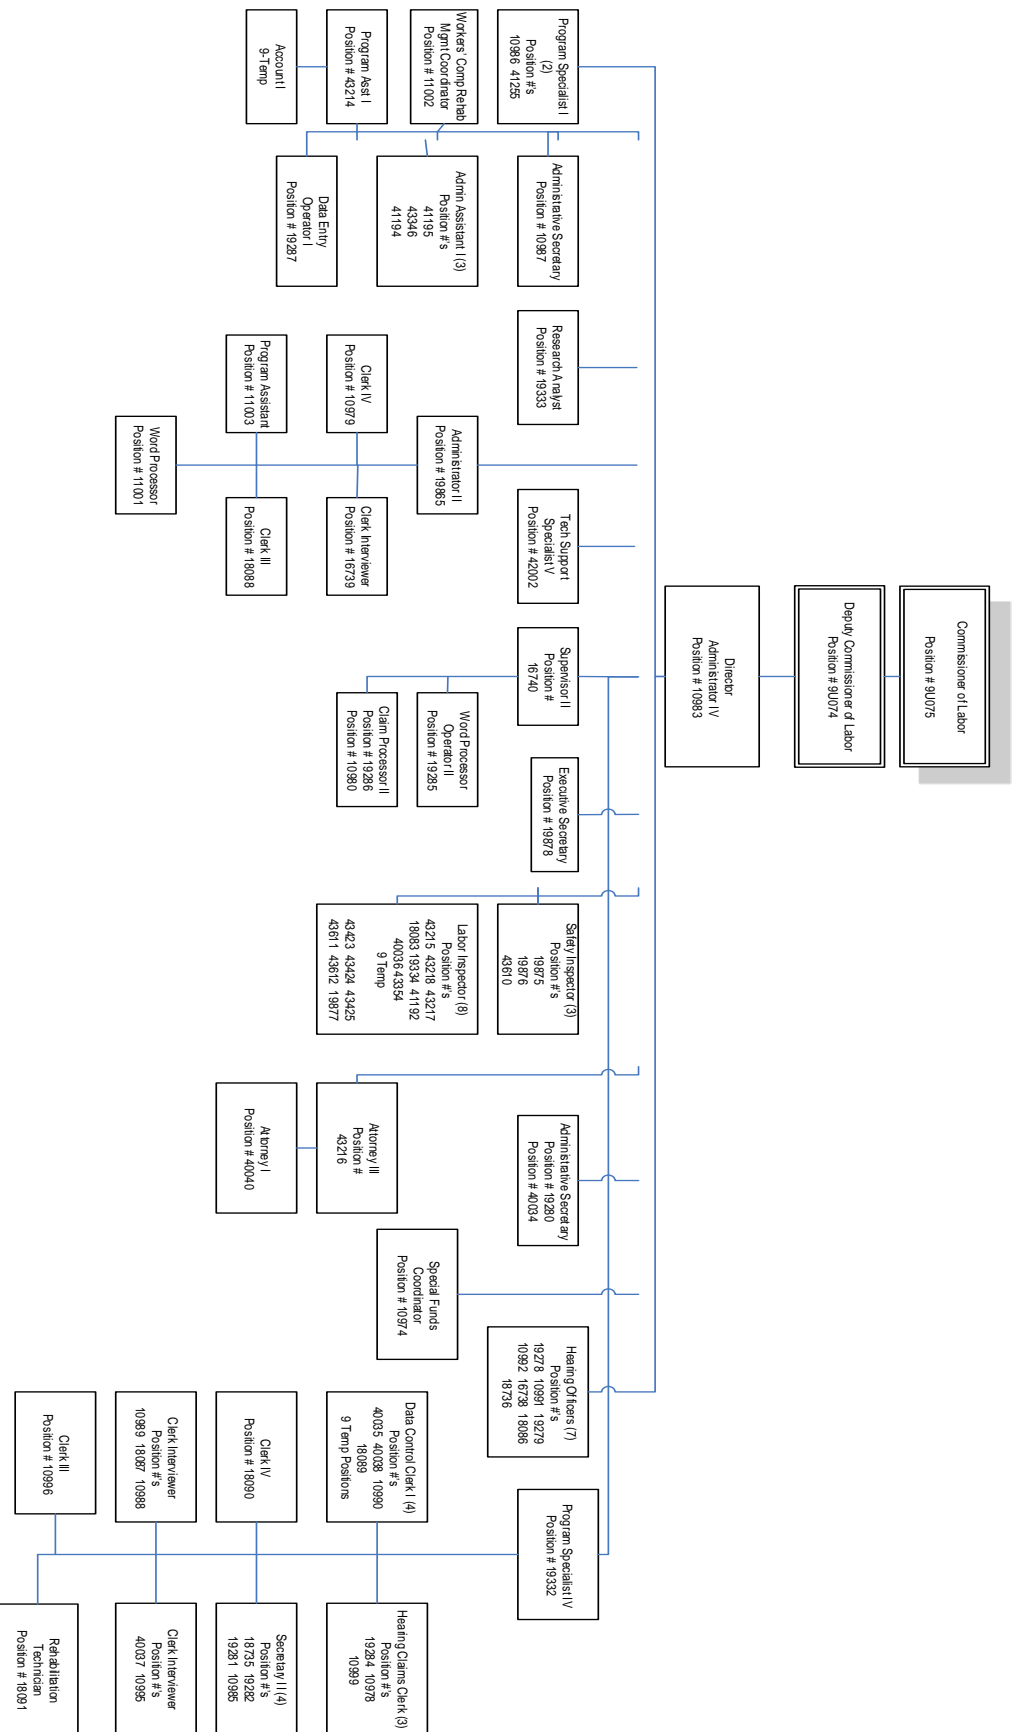 Commissioner of Labor
Position # 9U075
Deputy Commissioner of Labor
Position # 9U074
Director
Administrator IV
Position # 10983
Program Specialist I
(2)
Position #'s
10986 41255
Workers' Comp Rehab
Mgmt Coordinator
Position # 11002
Program Asst I
Position # 43214
Account I
9-Temp
Administrative Secretary
Position # 10987
Admin Assistant I (3)
Position #'s
41195
43346
41194
Data Entry
Operator I
Position # 19287
Research Analyst
Position # 19333
Administrator II
Position # 19865
Clerk IV
Position # 10979
Clerk Interviewer
Position # 16739
Program Assistant
Position # 11003
Clerk III
Position # 18088
Word Processor
Position # 11001
Tech Support
Specialist V
Position # 42002
Supervisor II
Position #
16740
Word Processor
Operator II
Position # 19285
Claim Processor II
Position # 19286
Position # 10980
Executive Secretary
Position # 19878
Safety Inspector (3)
Position #'s
19875
19876
43610
Labor Inspector (8)
Position #'s
43215 43218 43217
18083 19334 41192
40036 43354
9 Temp
43423 43424 43425
43611 43612 19877
Attorney III
Position #
43216
Attorney I
Position # 40040
Administrative Secretary
Position # 19280
Position # 40034
Special Funds
Coordinator
Position # 10974
Hearing Officers (7)
Position #'s
19278 10991 19279
10992 16738 18086
18736
Program Specialist IV
Position # 19332
Data Control Clerk I (4)
Position #'s
40035 40038 10990
18089
9 Temp Positions
Hearing Claims Clerk (3)
Position #'s
19284 10978
10999
Clerk IV
Position # 18090
Secretary II (4)
Position #'s
18735 19282
19281 10985
Clerk Interviewer
Position #'s
10989 18087 10988
Clerk Interviewer
Position #'s
40037 10995
Clerk III
Position # 10996
Rehabilitation
Technician
Position # 18091